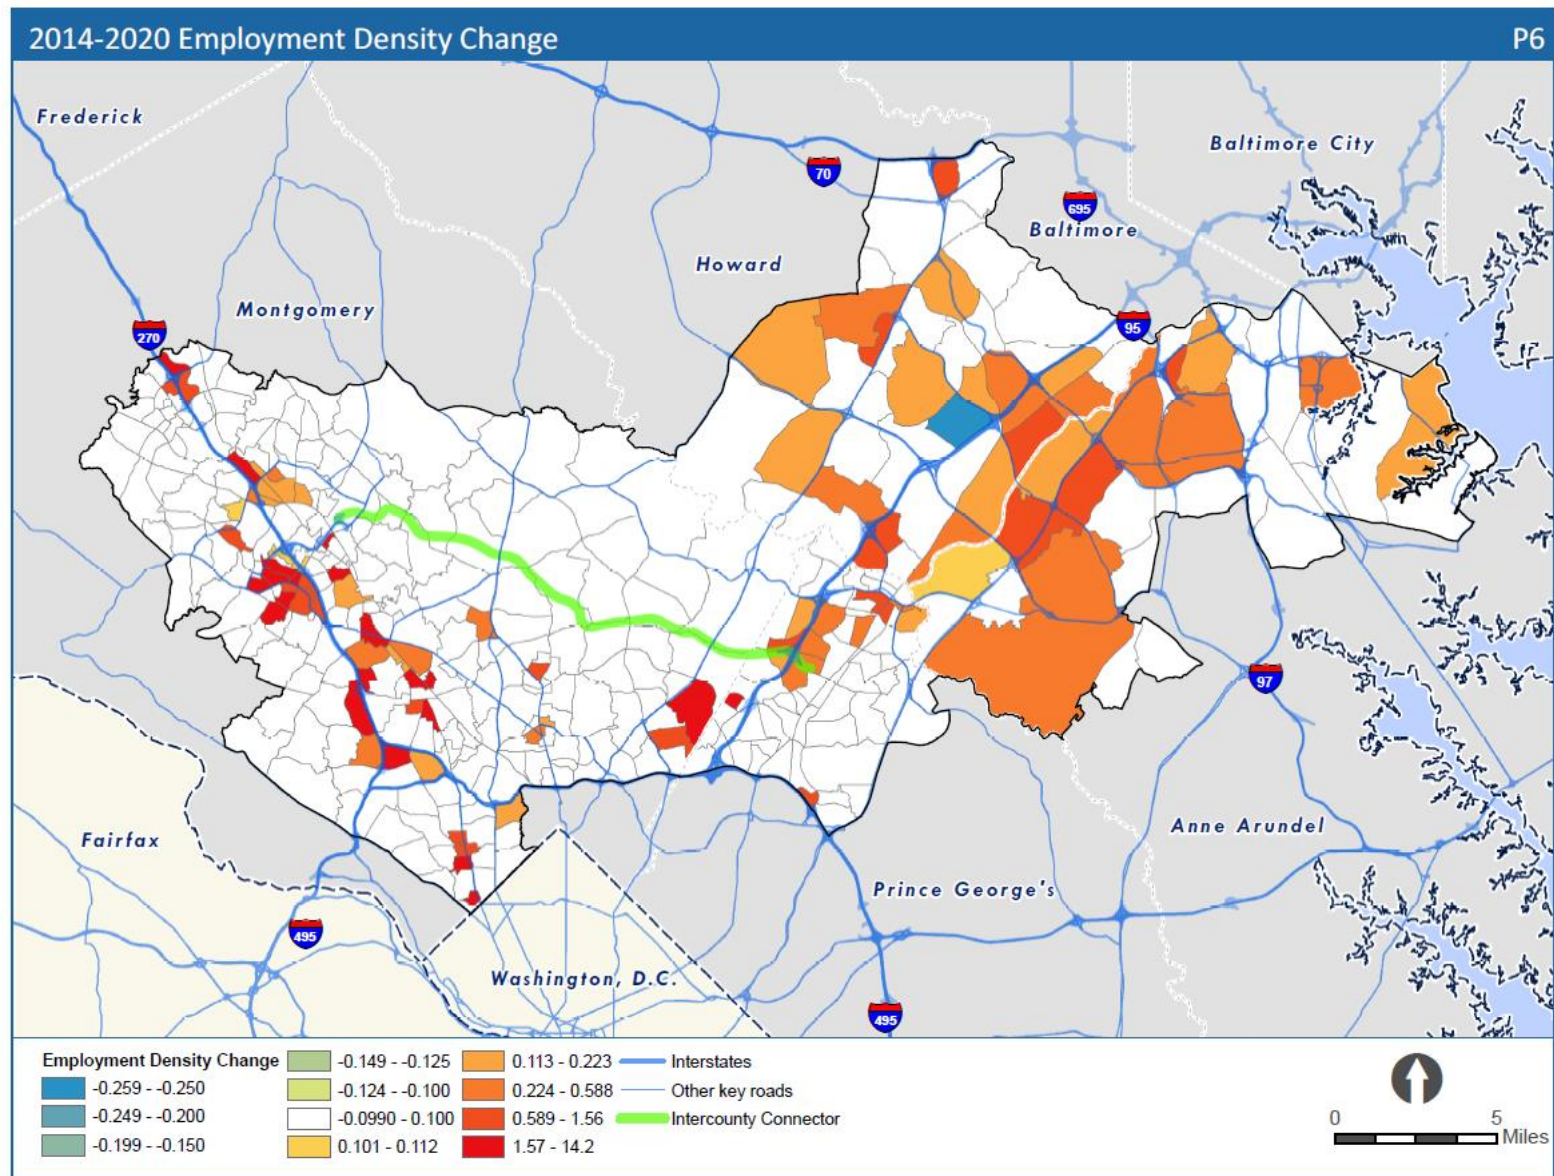 2014-2020 Employment Density Change
P6
Frederick
Baltimore City
70
695
Baltimore
Howard
Montgomery
270
95
97
Fairfax
Anne Arundel
Prince George's
495
Washington, D.C.
495
Employment Density Change
-0.259 - -0.250
-0.249 - -0.200
-0.199 - -0.150
-0.149 - -0.125
-0.124 - -0.100
-0.0990 - 0.100
0.101 - 0.112
0.113 - 0.223
0.224 - 0.588
0.589 - 1.56
1.57 - 14.2
Interstates
Other key roads
Intercounty Connector
0 5
Miles